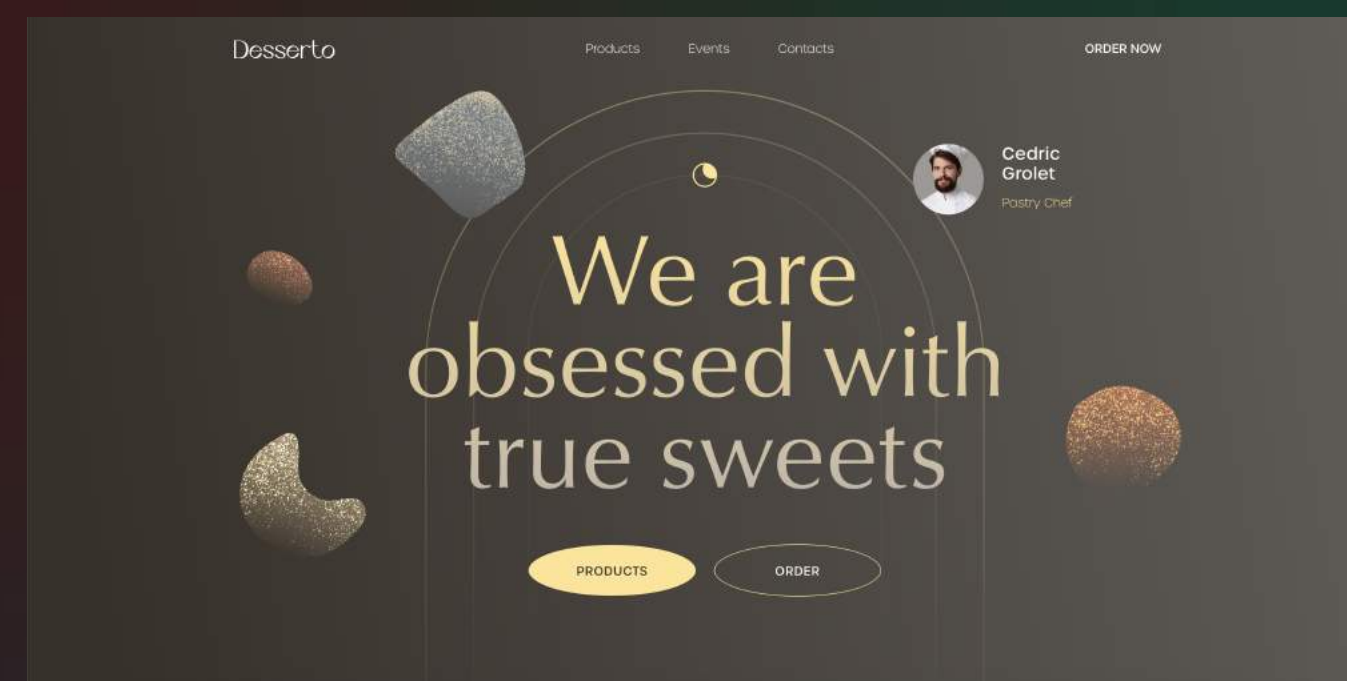 Desserto
Products
Events
Contacts
ORDER NOW
Cedric
Grolet
Pastry Chef
We are
obsessed with
true sweets
PRODUCTS
ORDER